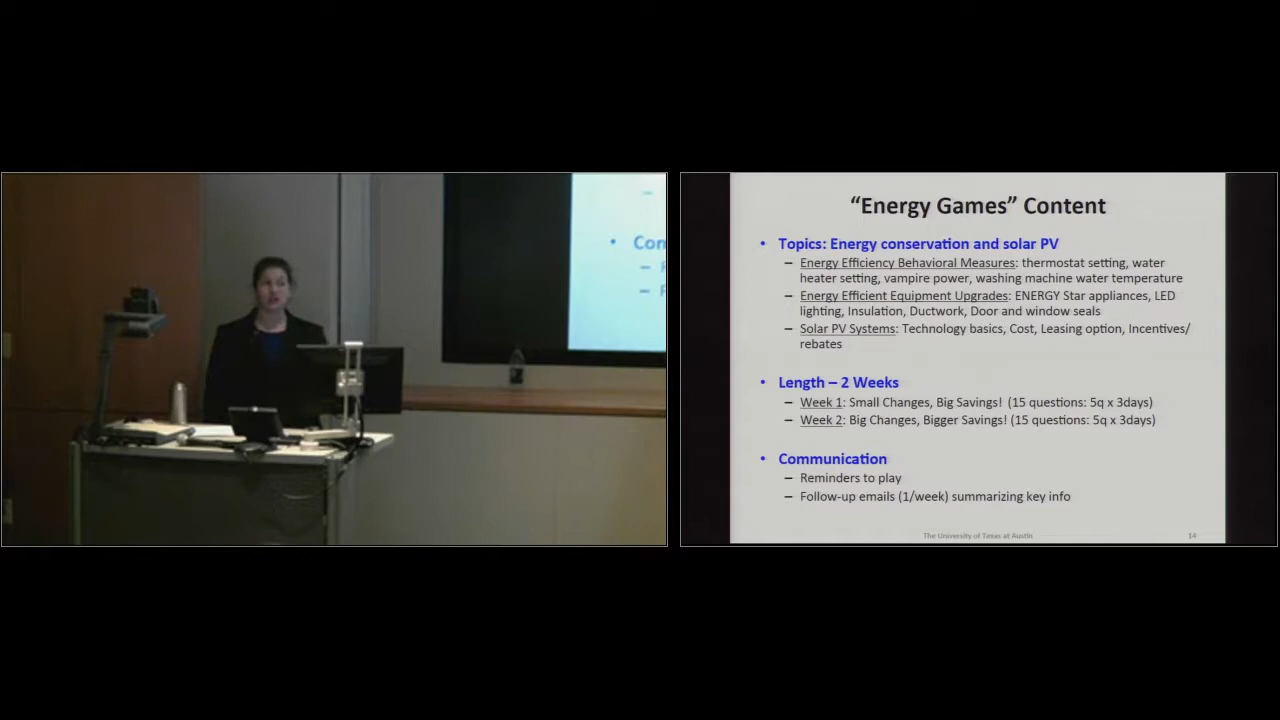 Com
"Energy Games" Content
• Topics: Energy conservation and solar PV
– Energy Efficiency Behavioral Measures: thermostat setting, water
heater setting, vampire power, washing machine water temperature
– Energy Efficient Equipment Upgrades: ENERGY Star appliances, LED
lighting, Insulation, Ductwork, Door and window seals
– Solar PV Systems: Technology basics, Cost, Leasing option, Incentives/
rebates
• Length – 2 Weeks
– Week 1: Small Changes, Big Savings! (15 questions: 5q x 3days)
– Week 2: Big Changes, Bigger Savings! (15 questions: 5q x 3days)
• Communication
– Reminders to play
– Follow-up emails (1/week) summarizing key info
The University of Texas at Austin
14